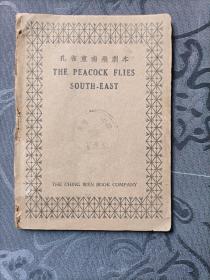 孔雀東南飛劇本
THE PEACOCK FLIES
SOUTH-EAST
THE CHING WEN BOOK COMPANY